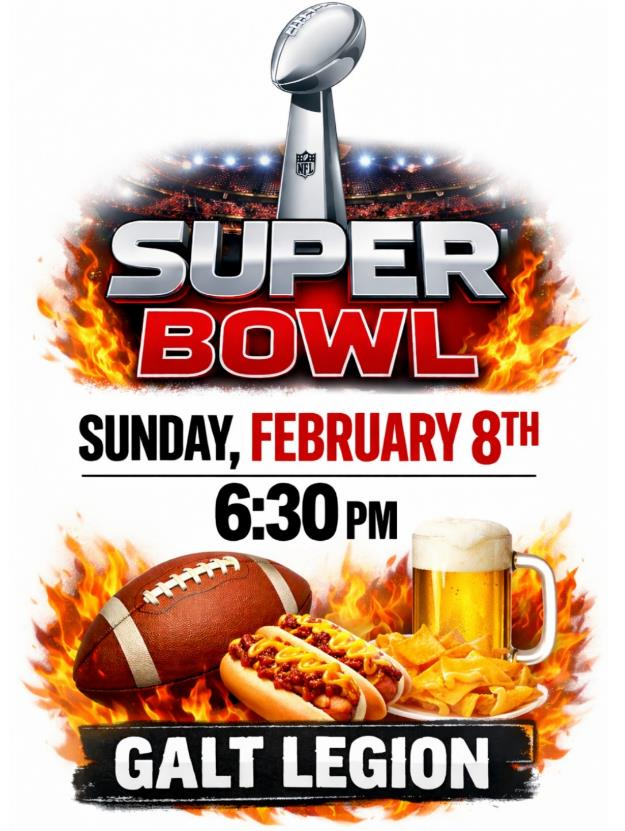 NFL
SUPER
BOWL
SUNDAY, FEBRUARY 8TH
6:30 PM
GALT LEGION